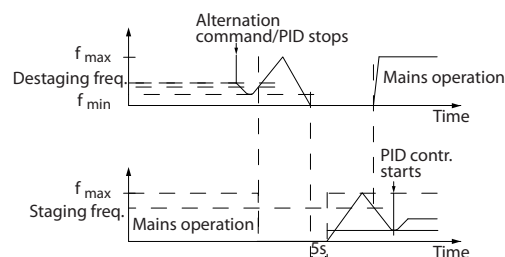 Alternation
command/PID stops
f max
Destaging freq.
f min
Mains operation
Time
PID contr.
starts
f max
Staging freq.
Mains operation
5s
Time